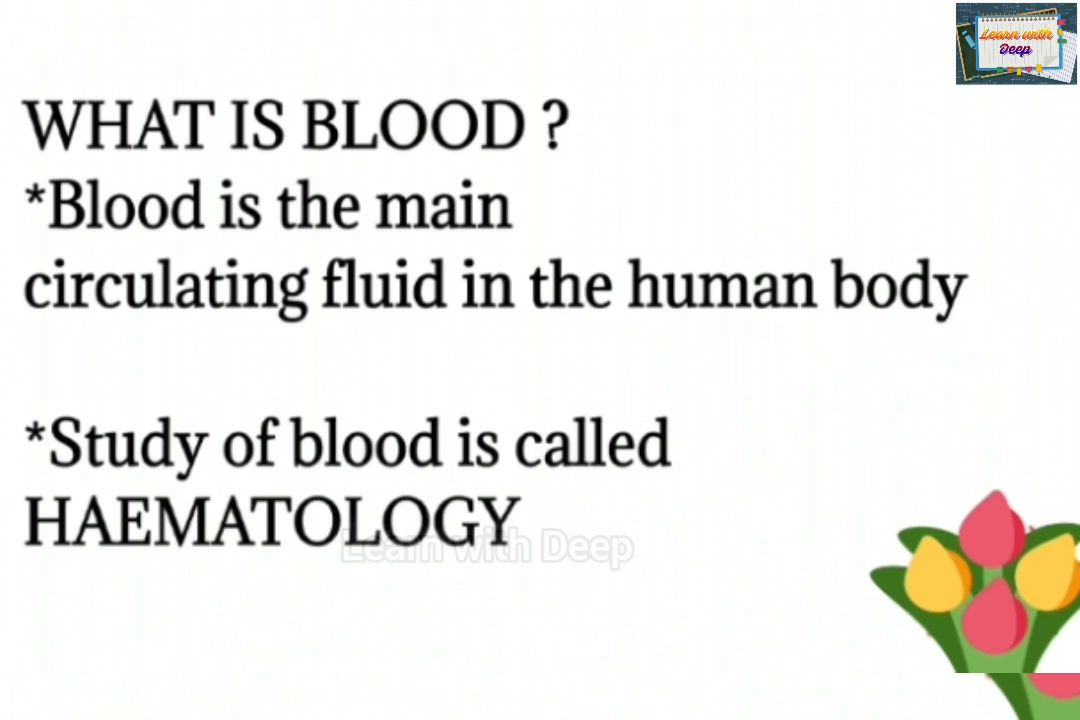 Learn with
Deep
WHAT IS BLOOD ?
*Blood is the main
circulating fluid in the human body
*Study of blood is called
HAEMATOLOGY
Learn with Deep